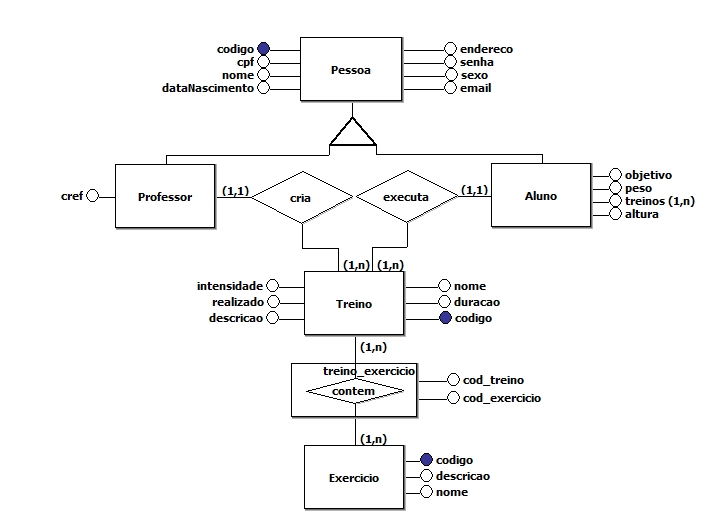 codigo
cpf
nome
dataNascimento
Pessoa
endereco
senha
sexo
email
cref
Professor
(1,1)
cria
executa
(1,1)
Aluno
objetivo
peso
treinos (1,n)
altura
(1,n)
(1,n)
intensidade
realizado
descricao
Treino
nome
duracao
codigo
(1,n)
treino_exercicio
contem
cod_treino
cod_exercicio
(1,n)
Exercicio
codigo
descricao
nome